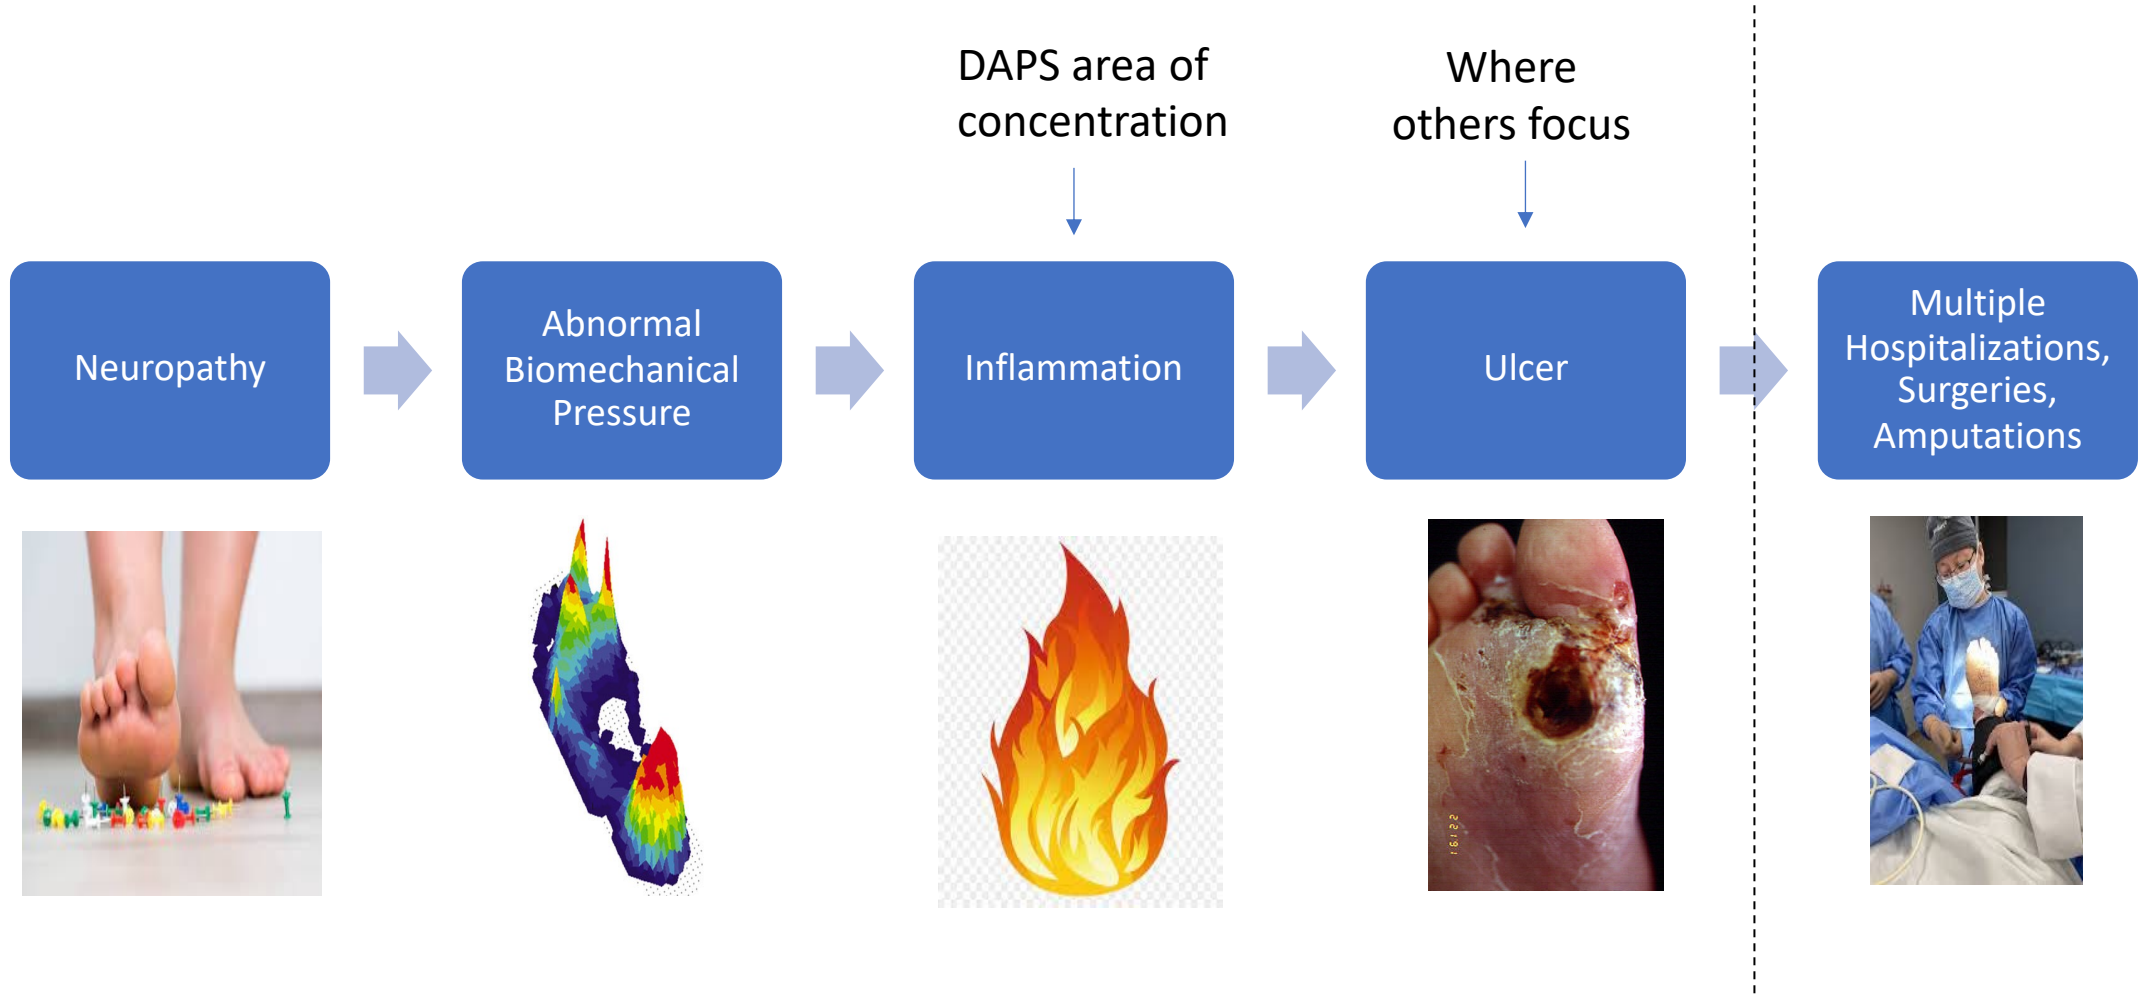 DAPS area of
concentration
Where
others focus
Neuropathy
Abnormal
Biomechanical
Pressure
Inflammation
Ulcer
Multiple
Hospitalizations,
Surgeries,
Amputations